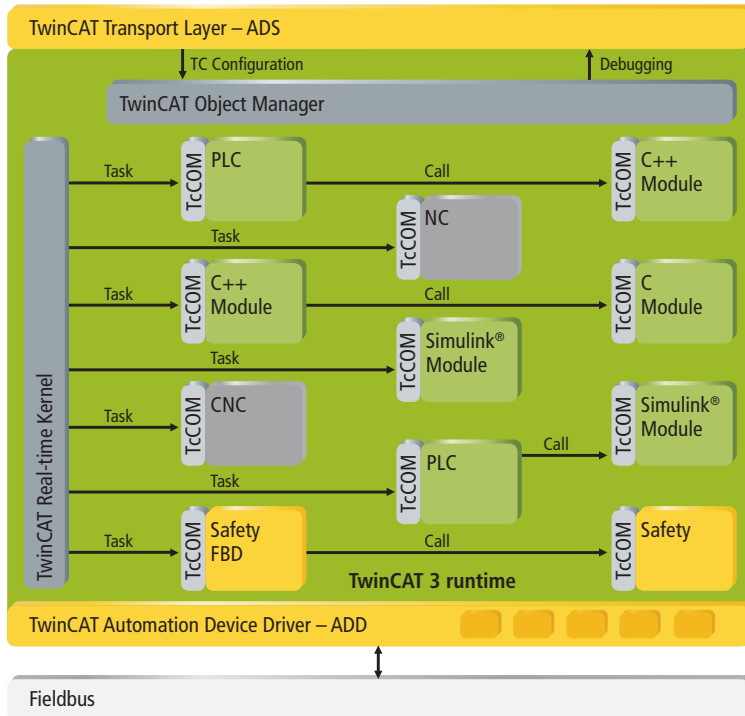 TwinCAT Transport Layer – ADS
TC Configuration
Debugging
TwinCAT Object Manager
TwinCAT Real-time Kernel
Task
TcCOM
PLC
Call
TcCOM
C++
Module
Task
TcCOM
NC
Task
TcCOM
C++
Module
Call
TcCOM
C
Module
Task
TcCOM
Simulink®
Module
Task
TcCOM
CNC
TcCOM
Simulink®
Module
Task
TcCOM
PLC
Call
Task
TcCOM
Safety
FBD
Call
TcCOM
Safety
TwinCAT 3 runtime
TwinCAT Automation Device Driver – ADD
Fieldbus